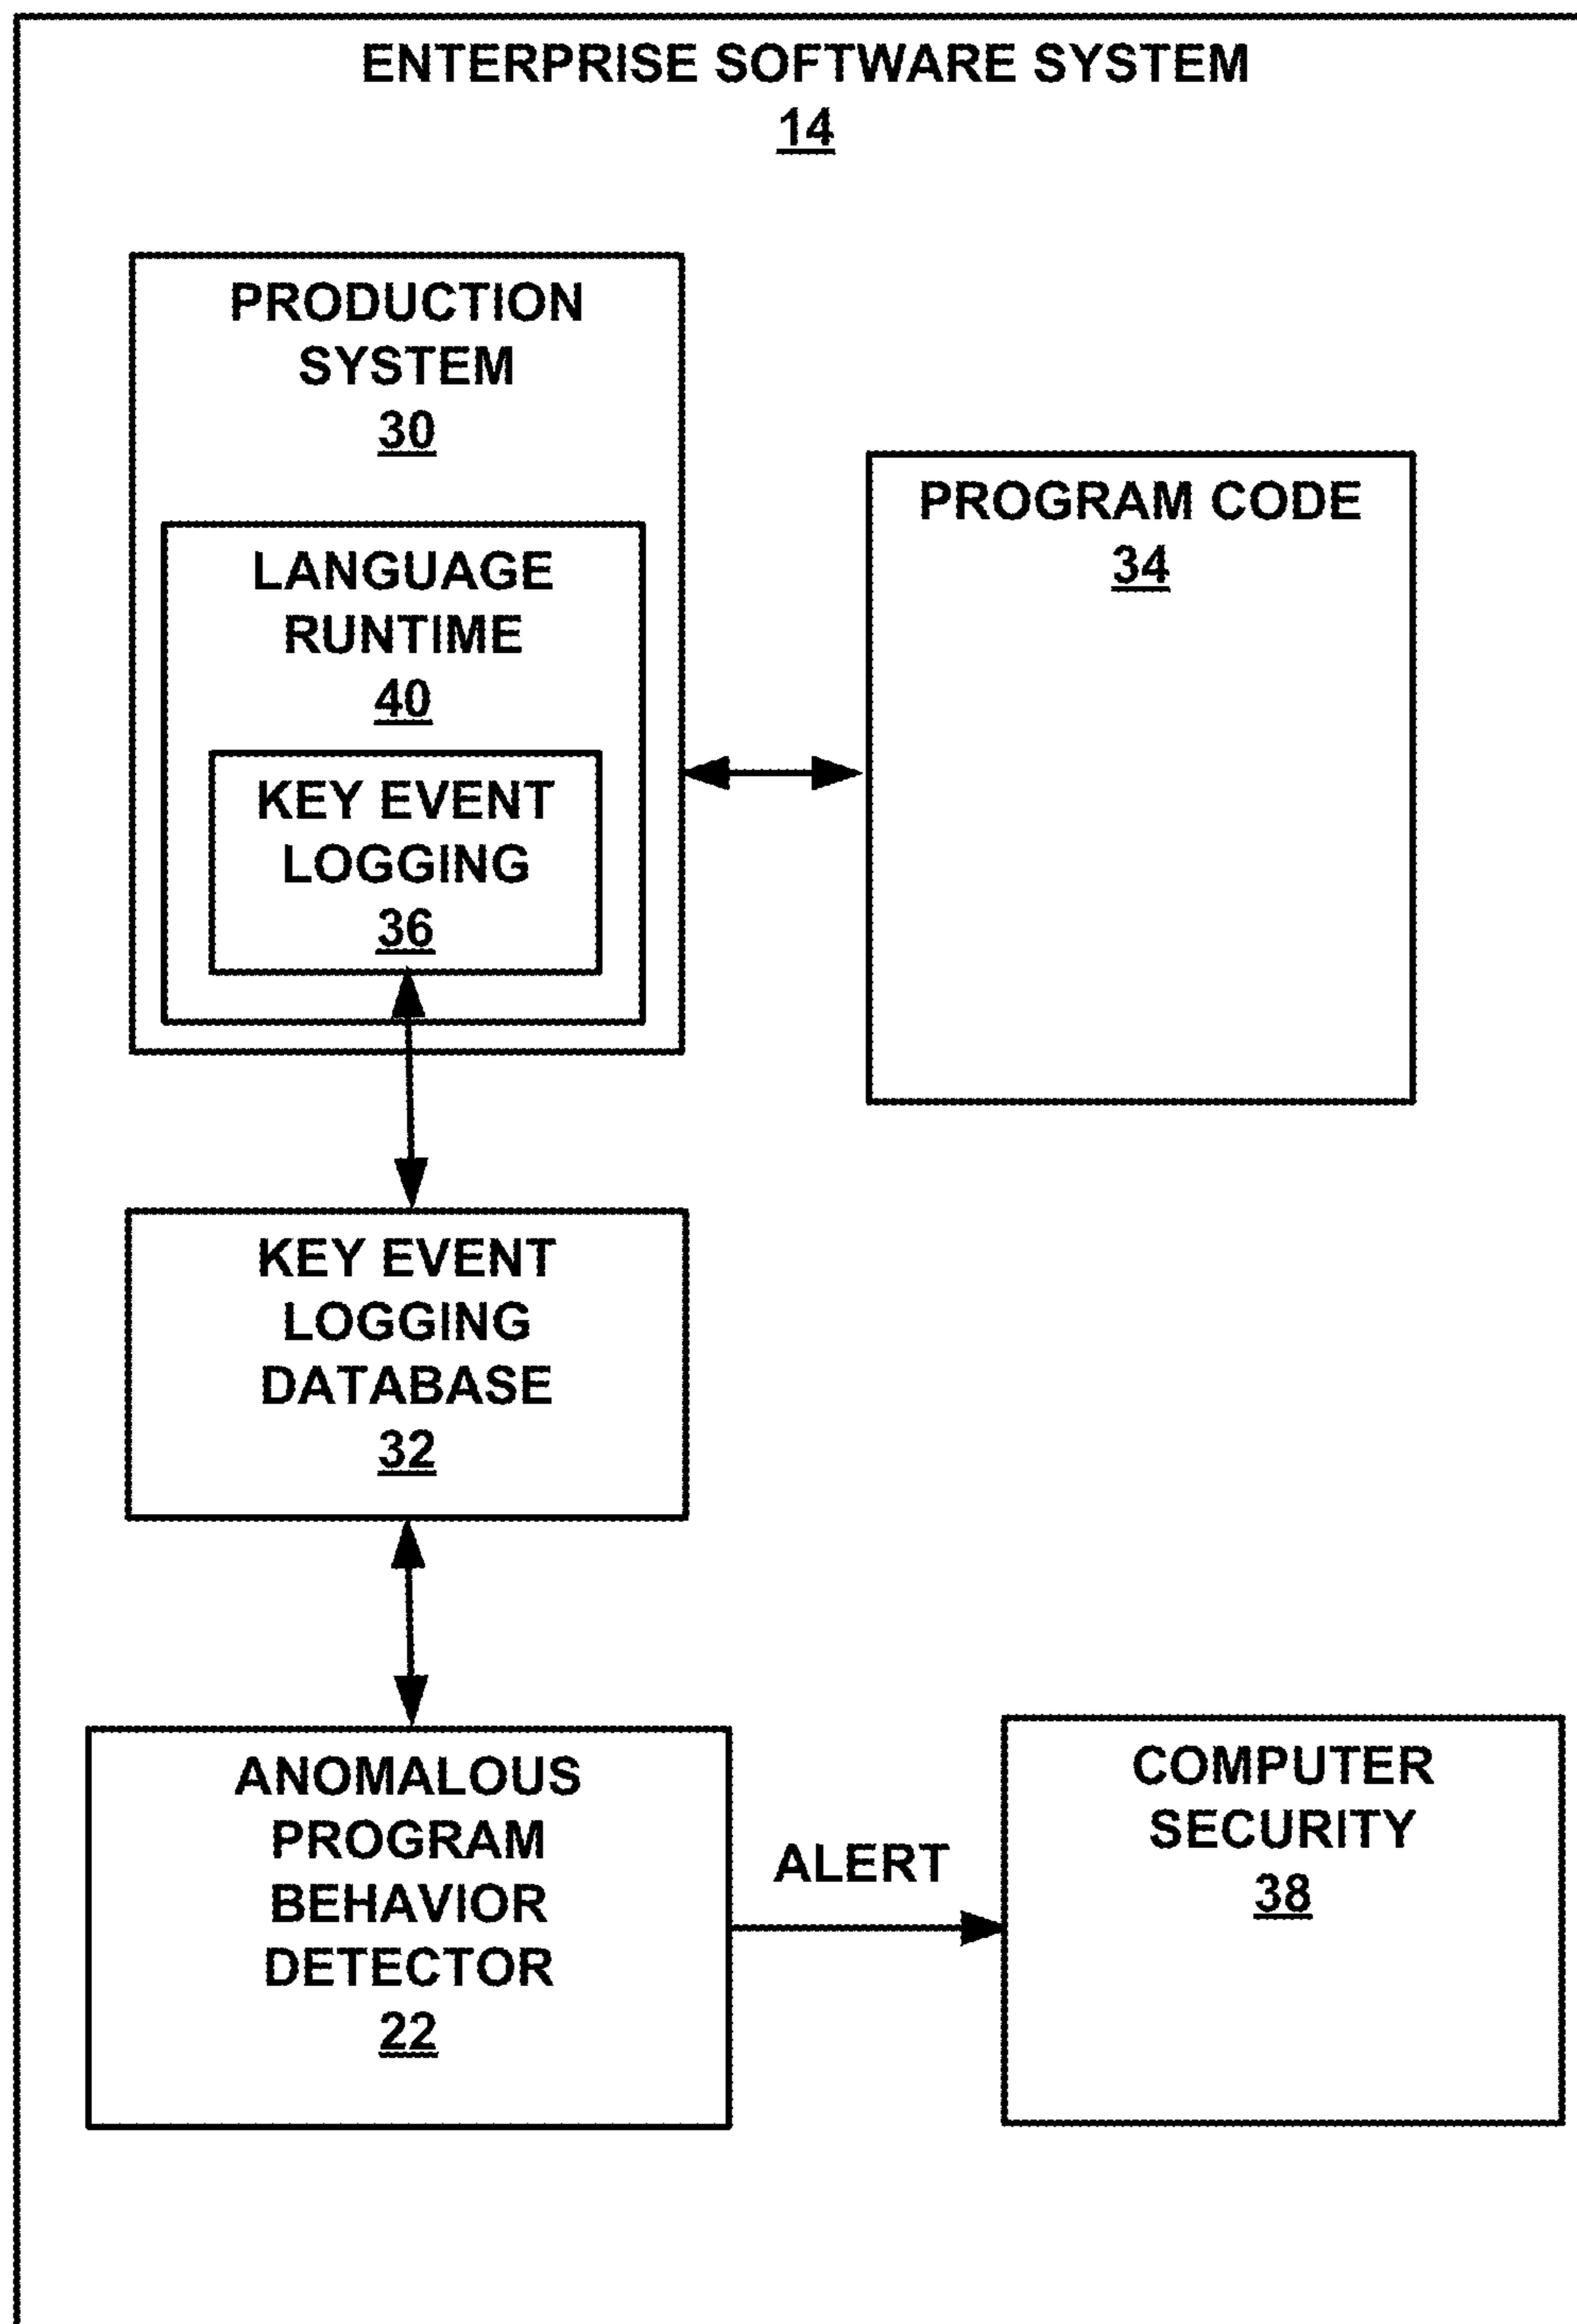 ENTERPRISE SOFTWARE SYSTEM
14
PRODUCTION
SYSTEM
30
LANGUAGE
RUNTIME
40
KEY EVENT
LOGGING
36
PROGRAM CODE
34
KEY EVENT
LOGGING
DATABASE
32
ANOMALOUS
PROGRAM
BEHAVIOR
DETECTOR
22
ALERT
COMPUTER
SECURITY
38